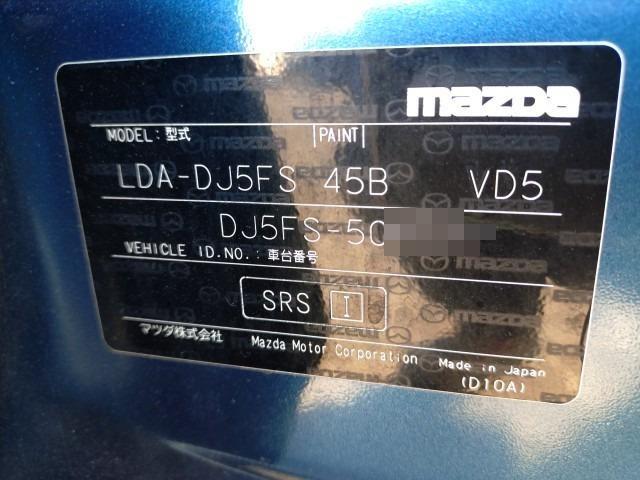 mazda
MODEL: 型式 PAINT
LDA-DJ5FS 45B VD5
DJ5FS-50
VEHICLE ID.NO.: 車台番号
SRS I
マツダ株式会社 Mazda Motor Corporation Made in Japan
(D10A)